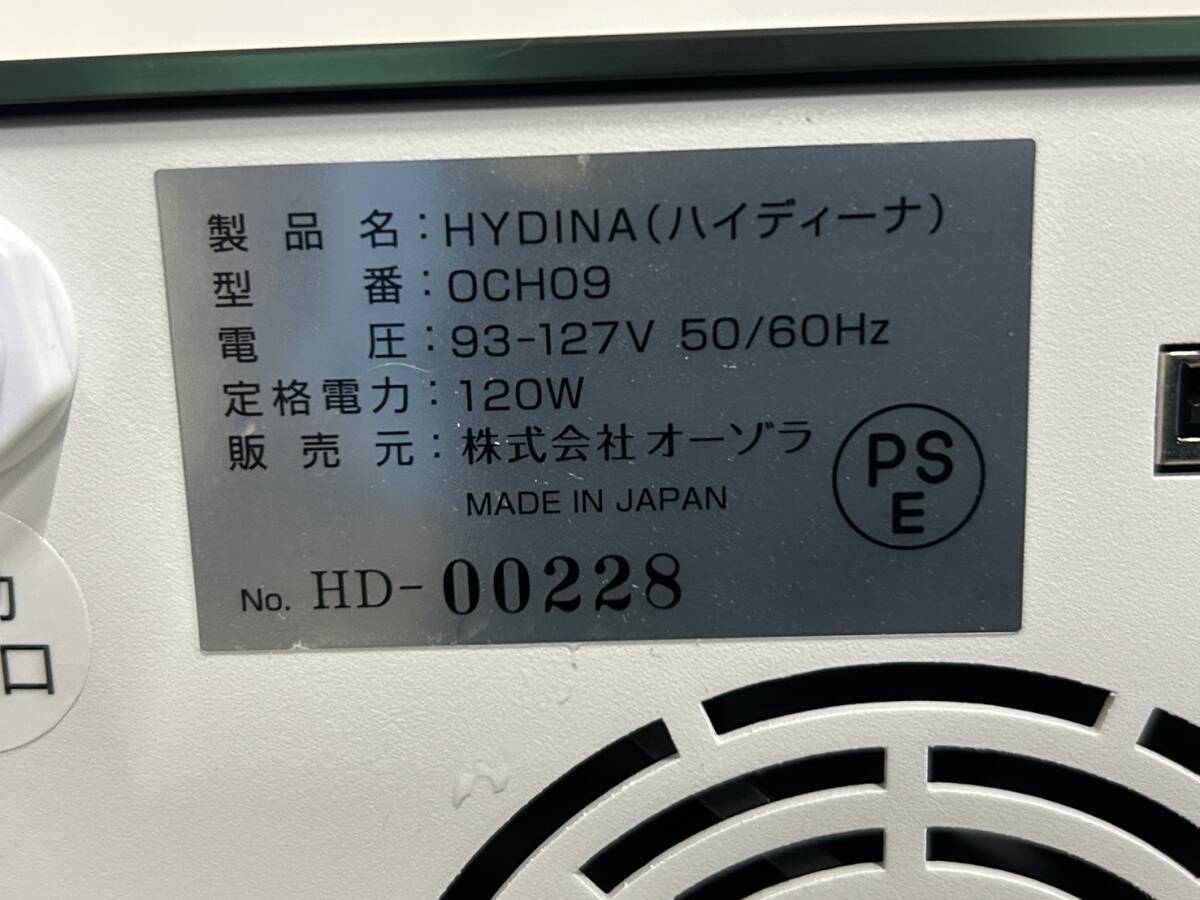 製品名：HYDINA(ハイディーナ)
型番：OCH09
電圧：93-127V 50/60Hz
定格電力：120W
販売元：株式会社オーゾラ
MADE IN JAPAN
PS
E
No. HD-00228
口